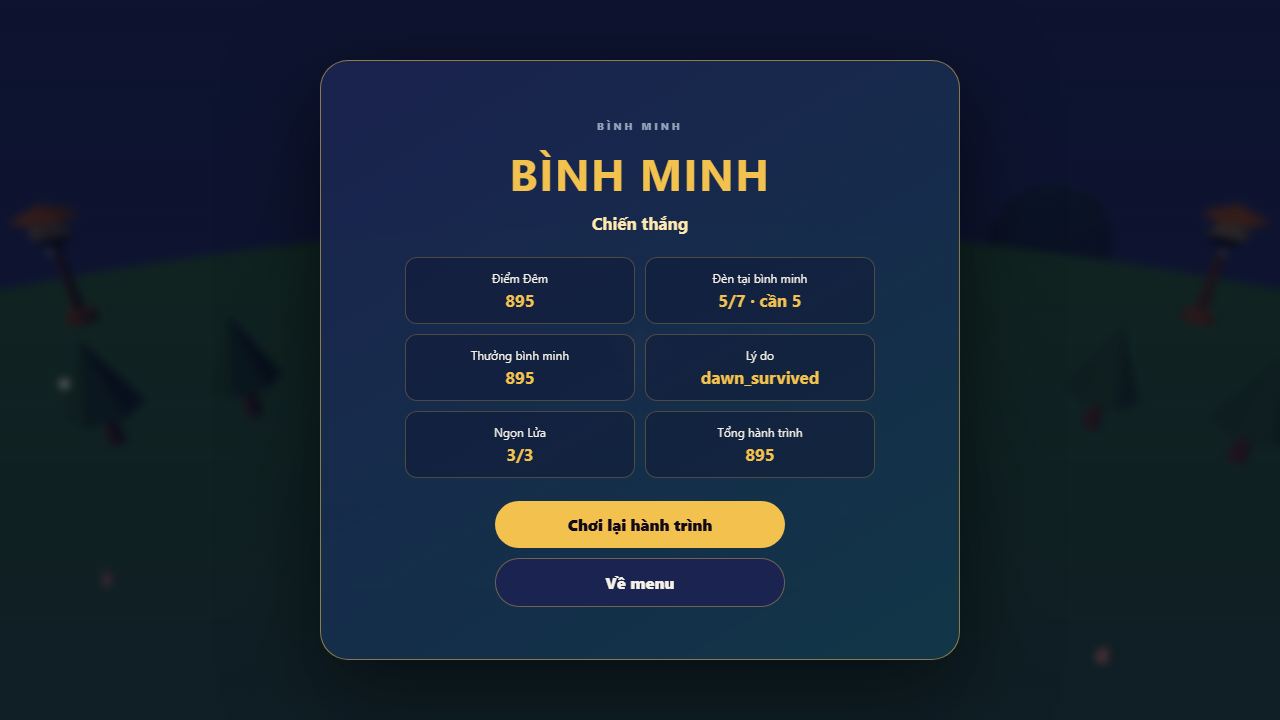 BÌNH MINH
BÌNH MINH
Chiến thắng
Điểm Đêm
895
Đèn tại bình minh
5/7 · cần 5
Thưởng bình minh
895
Lý do
dawn_survived
Ngọn Lửa
3/3
Tổng hành trình
895
Chơi lại hành trình
Về menu